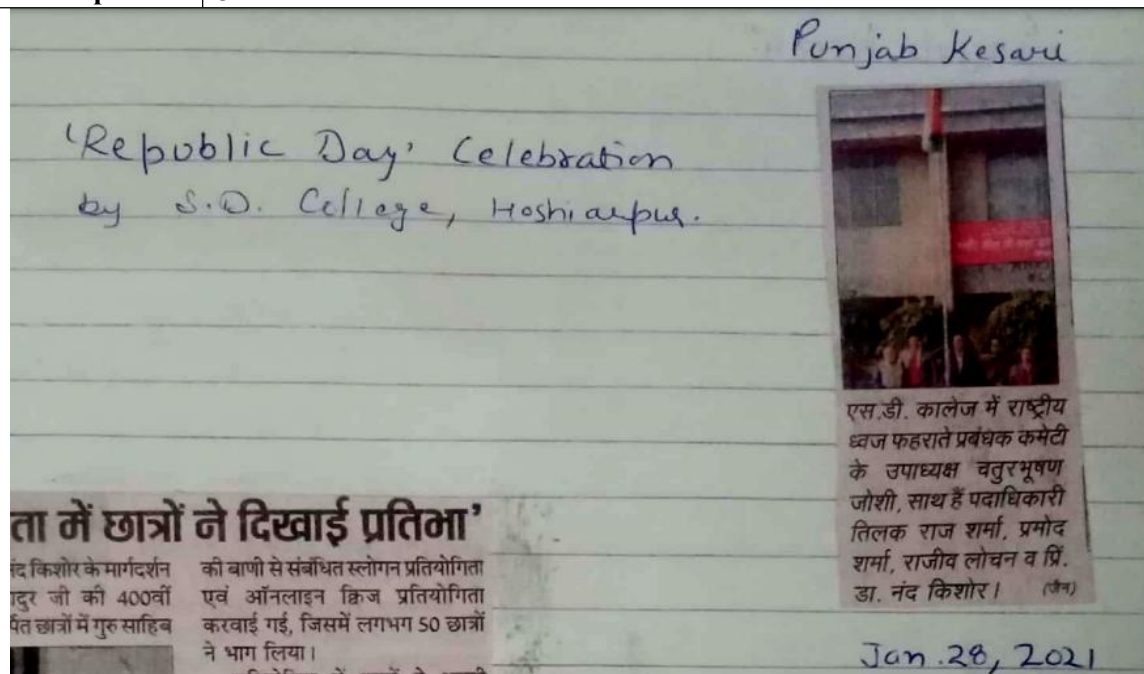 Punjab Kesari
'Republic Day' Celebration
by S.D. College, Hoshiarpur.
एस.डी. कालेज में राष्ट्रीय
ध्वज फहराते प्रबंधक कमेटी
के उपाध्यक्ष चतुरभूषण
जोशी, साथ हैं पदाधिकारी
तिलक राज शर्मा, प्रमोद
शर्मा, राजीव लोचन व प्रिं.
डा. नंद किशोर। (जैन)
Jan. 28, 2021
ता में छात्रों ने दिखाई प्रतिभा'
किशोर के मार्गदर्शन
जी की 400वीं
छात्रों में गुरु साहिब
की बाणी से संबंधित स्लोगन प्रतियोगिता
एवं ऑनलाइन क्विज प्रतियोगिता
करवाई गई, जिसमें लगभग 50 छात्रों
ने भाग लिया।